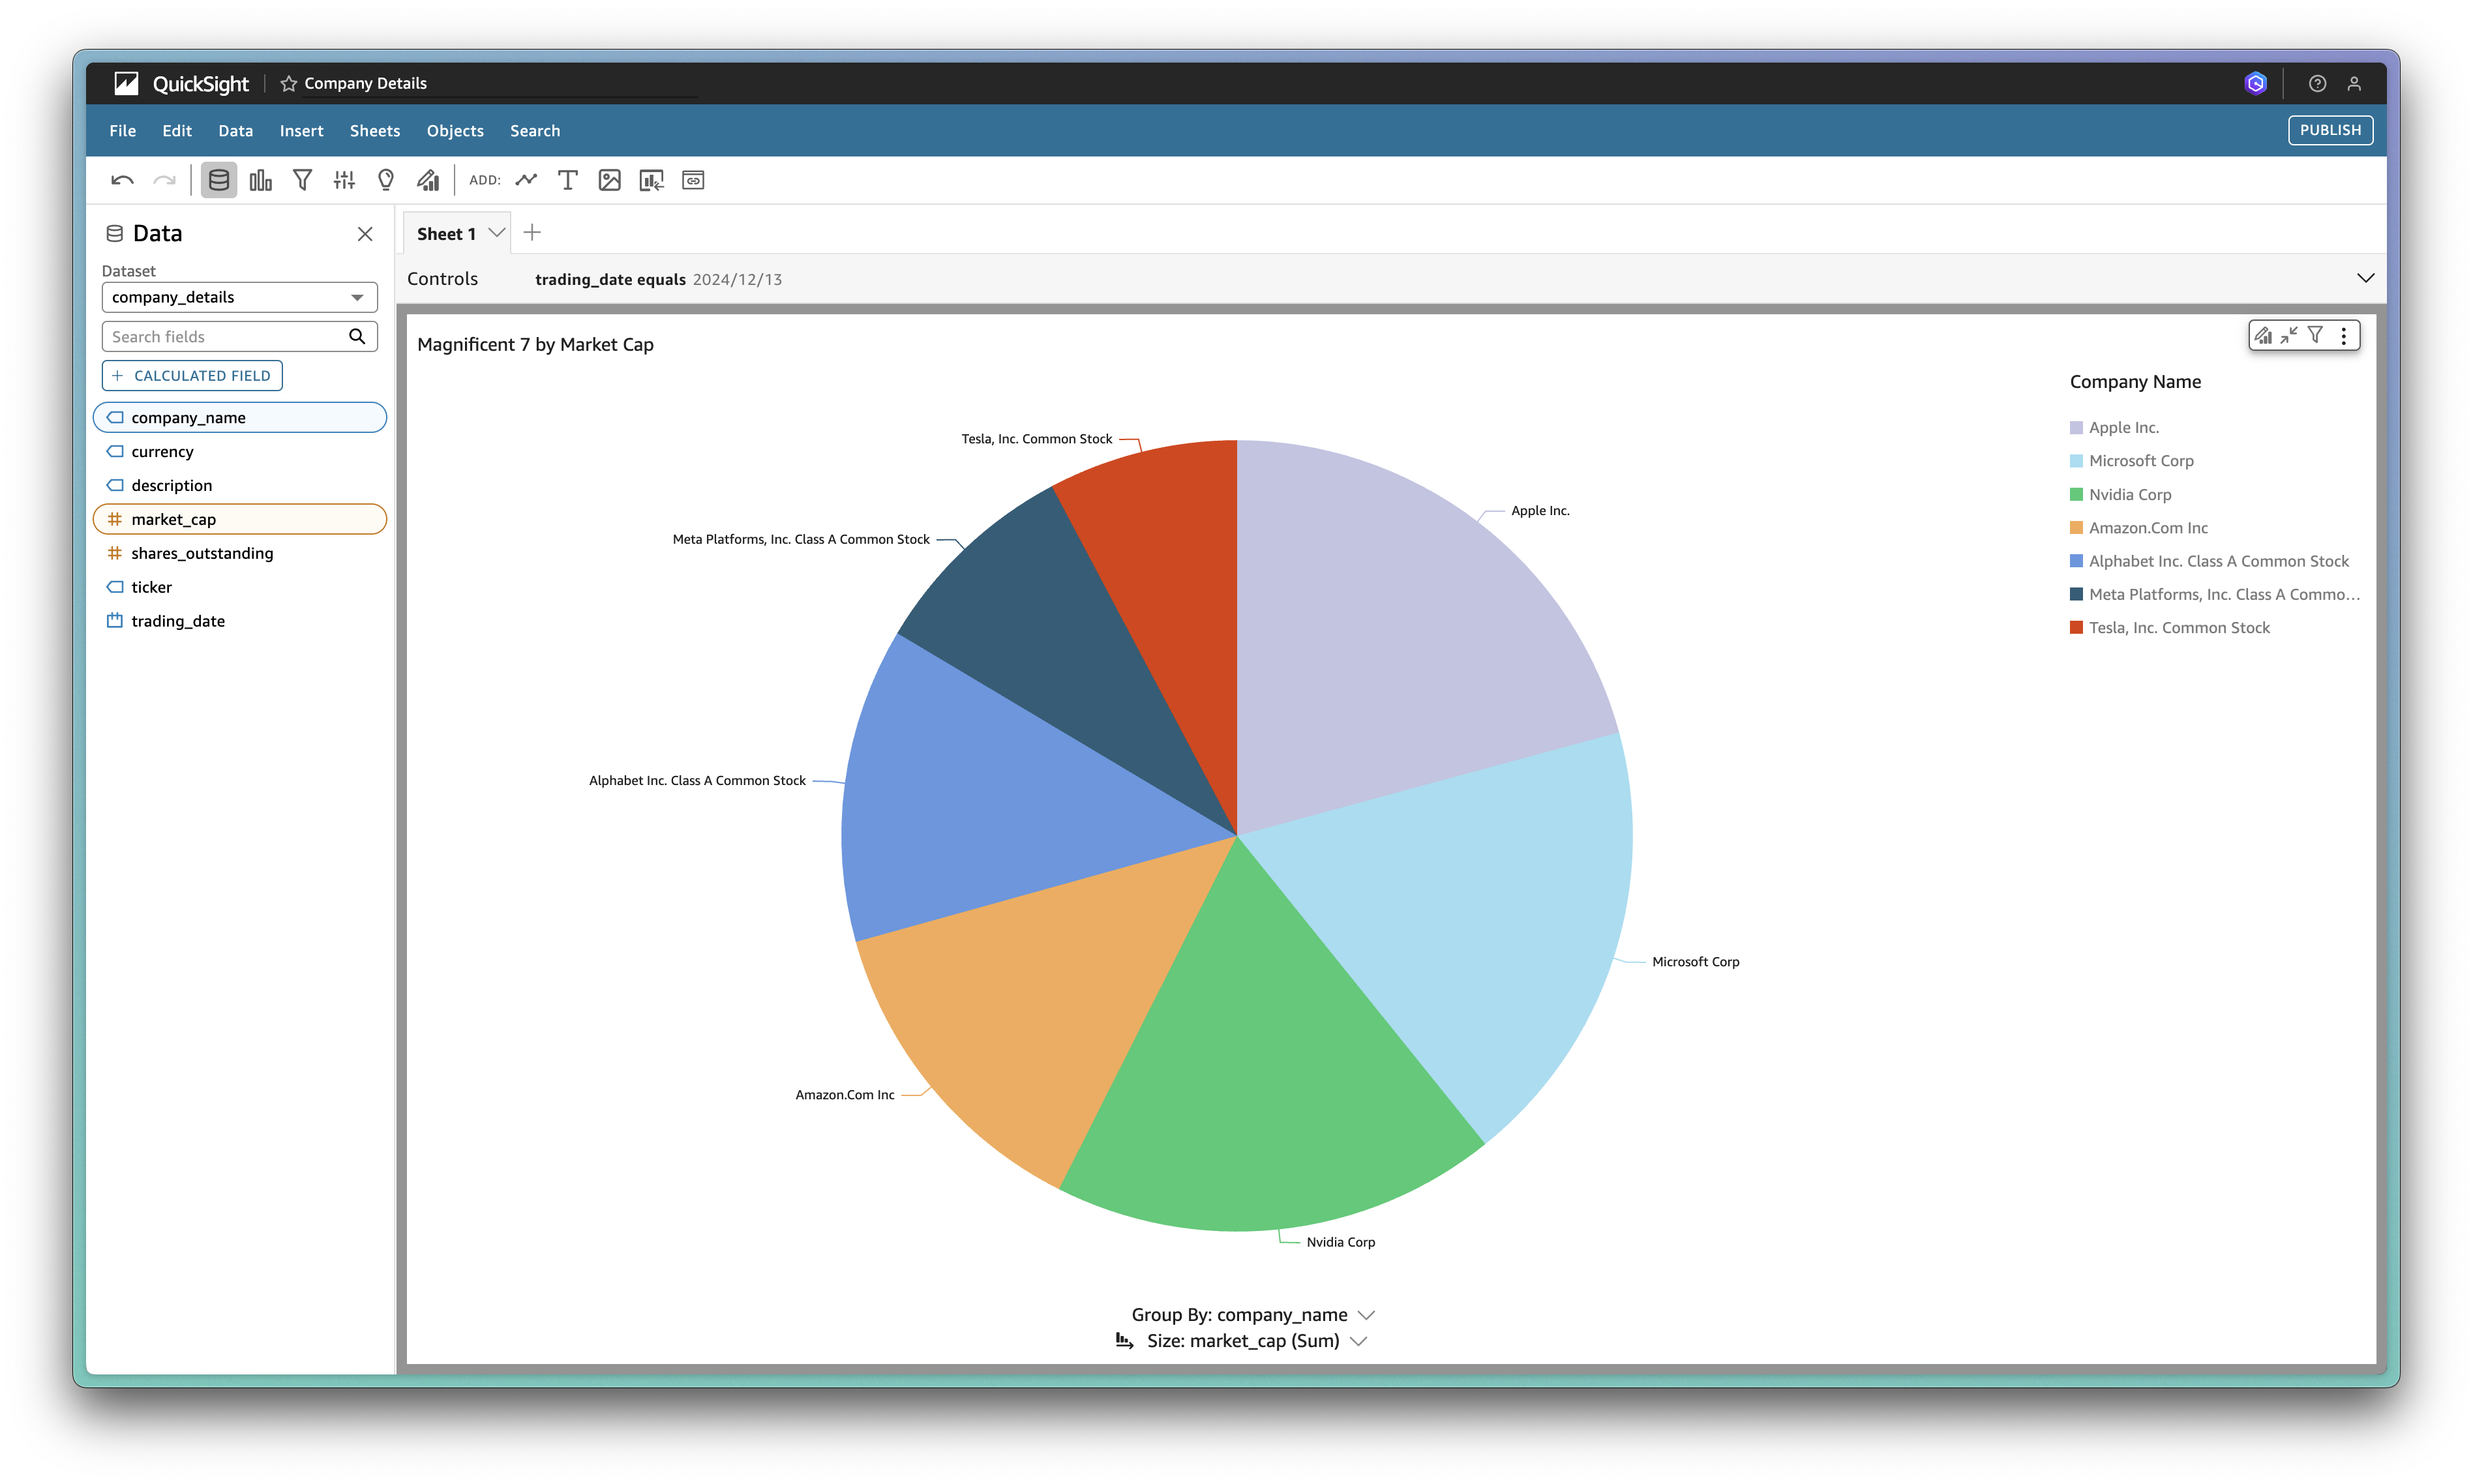 QuickSight
Company Details
File Edit Data Insert Sheets Objects Search
PUBLISH
ADD:
Data
Dataset
company_details
Search fields
+ CALCULATED FIELD
company_name
currency
description
market_cap
shares_outstanding
ticker
trading_date
Sheet 1
Controls
trading_date equals 2024/12/13
Magnificent 7 by Market Cap
Tesla, Inc. Common Stock
Apple Inc.
Meta Platforms, Inc. Class A Common Stock
Alphabet Inc. Class A Common Stock
Microsoft Corp
Amazon.Com Inc
Nvidia Corp
Group By: company_name
Size: market_cap (Sum)
Company Name
Apple Inc.
Microsoft Corp
Nvidia Corp
Amazon.Com Inc
Alphabet Inc. Class A Common Stock
Meta Platforms, Inc. Class A Commo...
Tesla, Inc. Common Stock